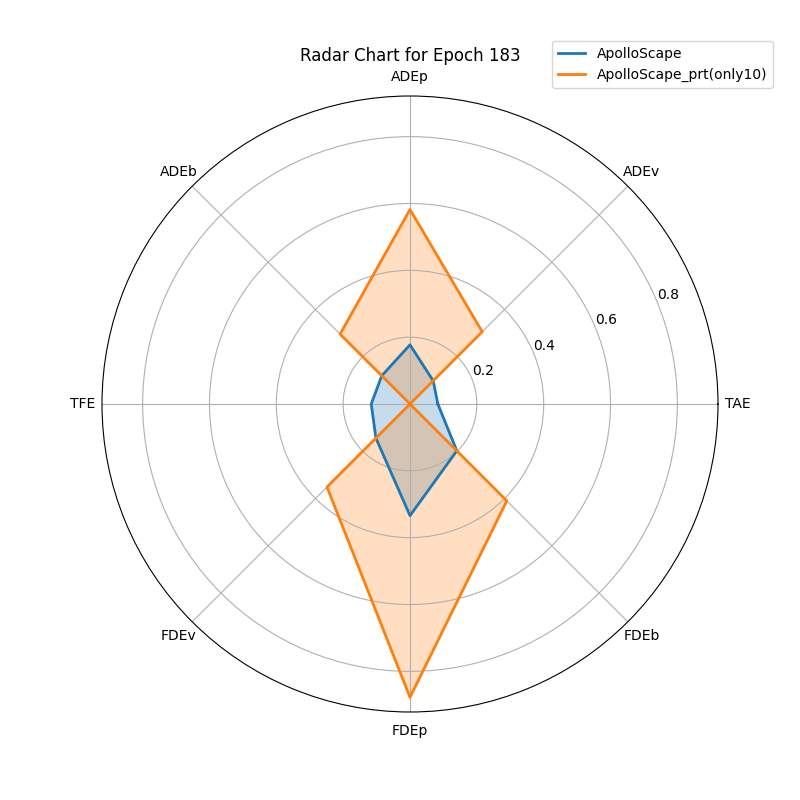 Radar Chart for Epoch 183
ApolloScape
ApolloScape_prt(only10)
ADEp
ADEb
ADEv
0.8
0.6
0.4
0.2
TFE
TAE
FDEv
FDEb
FDEp